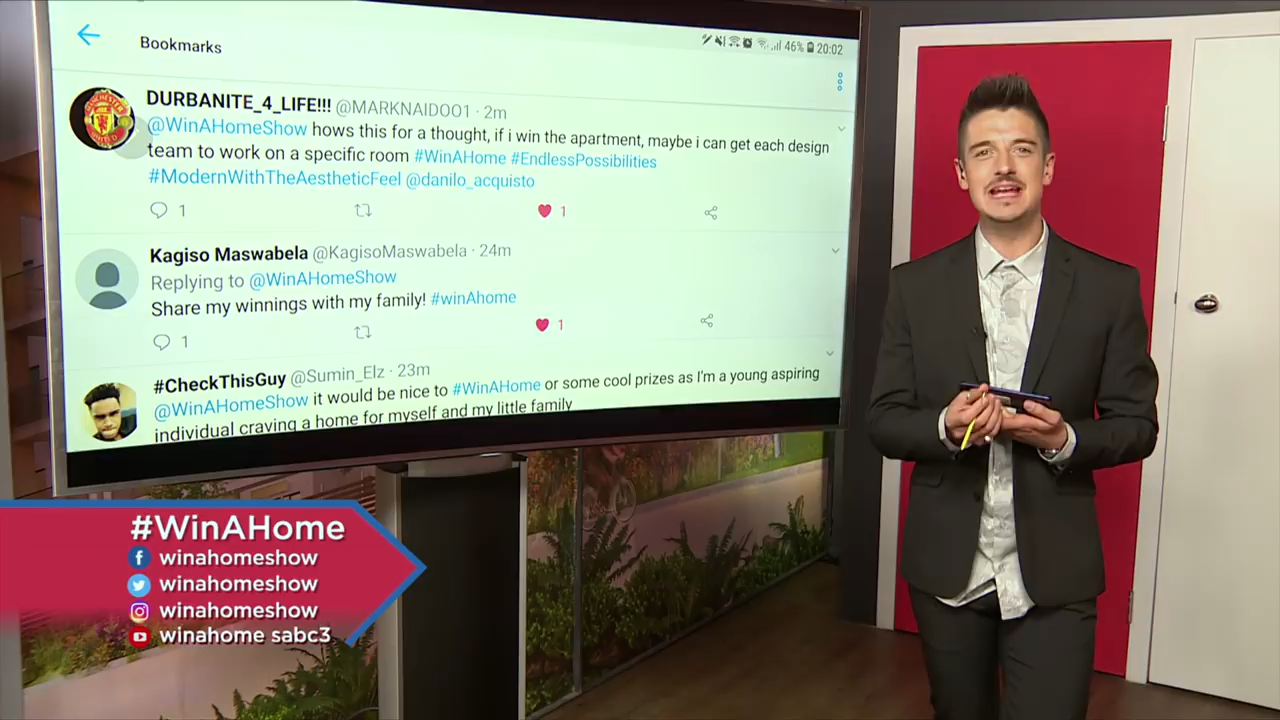 Bookmarks
46% 20:02
DURBANITE_4_LIFE!!! @MARKNAIDOO1 · 2m
@WinAHomeShow hows this for a thought, if i win the apartment, maybe i can get each design
team to work on a specific room #WinAHome #EndlessPossibilities
#ModernWithTheAestheticFeel @danilo_acquisto
1 1
Kagiso Maswabela @KagisoMaswabela · 24m
Replying to @WinAHomeShow
Share my winnings with my family! #winAhome
1 1
#CheckThisGuy @Sumin_Elz · 23m
@WinAHomeShow it would be nice to #WinAHome or some cool prizes as I'm a young aspiring
individual craving a home for myself and my little family
#WinAHome
winahomeshow
winahomeshow
winahomeshow
winahome sabc3